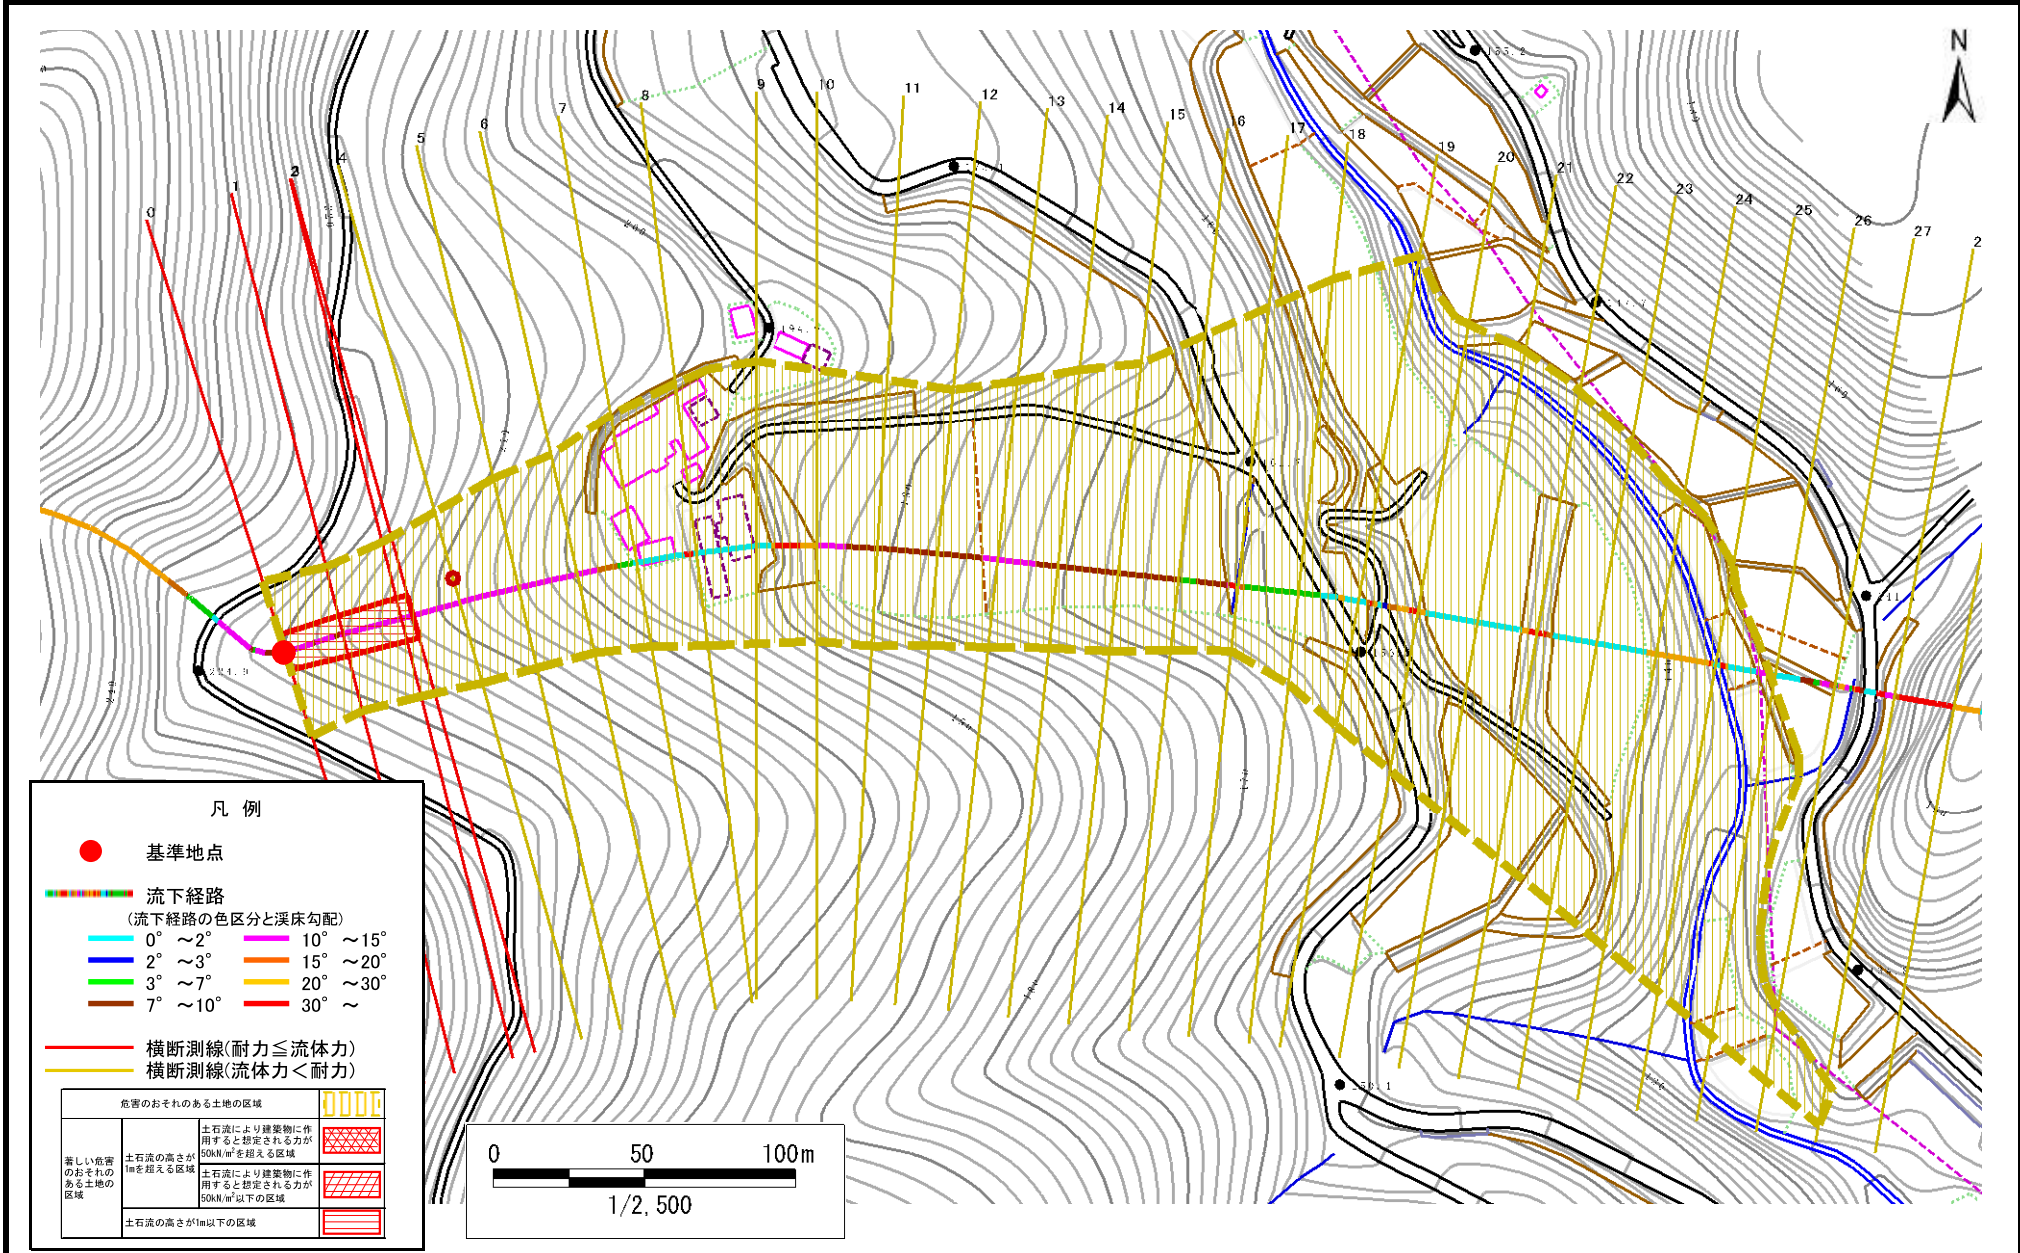 N
0
1
2
3
4
5
6
7
8
9
10
11
12
13
14
15
16
17
18
19
20
21
22
23
24
25
26
27
2
224.9
凡 例
基準地点
流下経路
(流下経路の色区分と渓床勾配)
0° ～2° 10° ～15°
2° ～3° 15° ～20°
3° ～7° 20° ～30°
7° ～10° 30° ～
横断測線(耐力≦流体力)
横断測線(流体力＜耐力)
危害のおそれのある土地の区域
著しい危害
のおそれの
ある土地の
区域
土石流の高さが
1mを超える区域
土石流により建築物に作
用すると想定される力が
50kN/m²を超える区域
土石流により建築物に作
用すると想定される力が
50kN/m²以下の区域
土石流の高さが1m以下の区域
0 50 100m
1/2,500